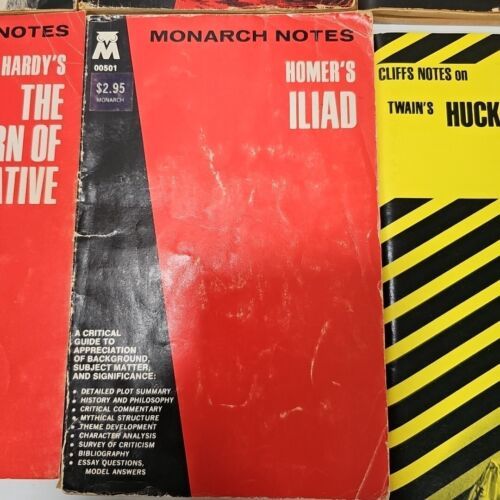 NOTES
HARDY'S
THE
RN OF
ATIVE
M
00501
$2.95
MONARCH
MONARCH NOTES
HOMER'S
ILIAD
A CRITICAL
GUIDE TO
APPRECIATION
OF BACKGROUND,
SUBJECT MATTER,
AND SIGNIFICANCE:
• DETAILED PLOT SUMMARY
• HISTORY AND PHILOSOPHY
• CRITICAL COMMENTARY
• MYTHICAL STRUCTURE
• THEME DEVELOPMENT
• CHARACTER ANALYSIS
• SURVEY OF CRITICISM
• BIBLIOGRAPHY
• ESSAY QUESTIONS,
MODEL ANSWERS
CLIFFS NOTES on
TWAIN'S HUCK